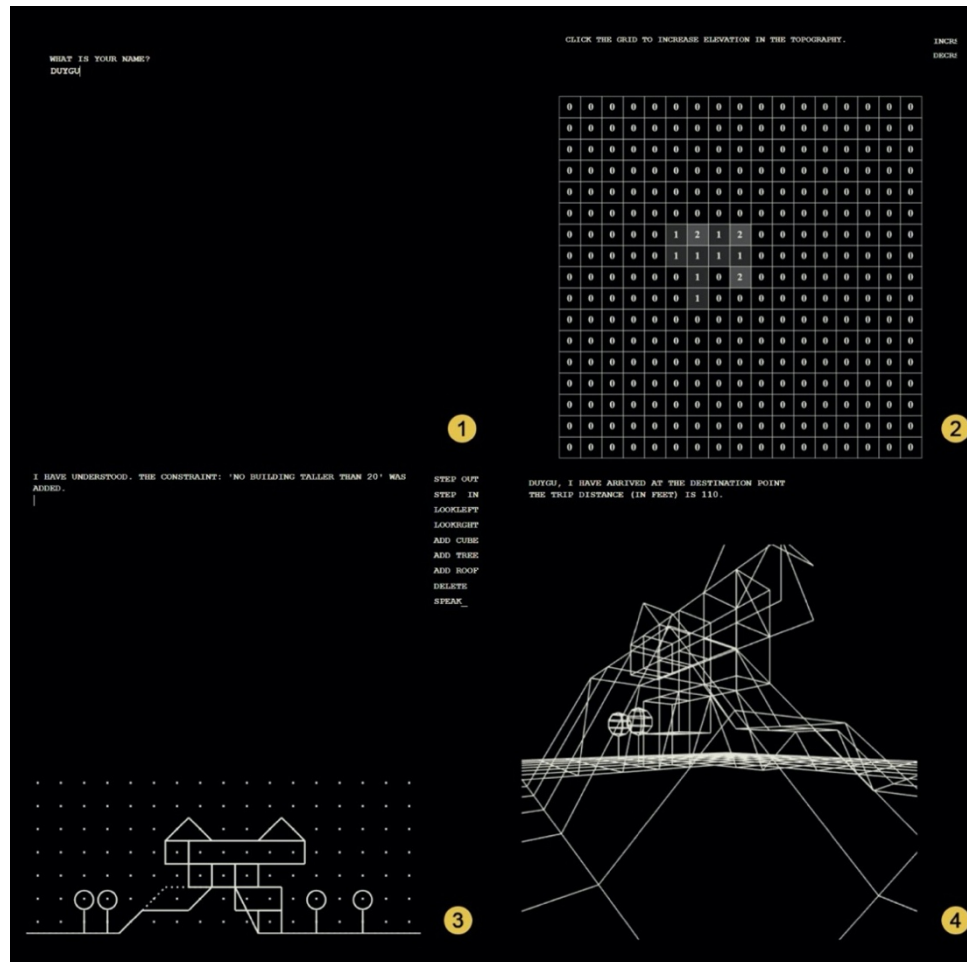 WHAT IS YOUR NAME?
DUYGU
1
CLICK THE GRID TO INCREASE ELEVATION IN THE TOPOGRAPHY.
INCRS
DECRS
0 0 0 0 0 0 0 0 0 0 0 0 0 0 0 0 0
0 0 0 0 0 0 0 0 0 0 0 0 0 0 0 0 0
0 0 0 0 0 0 0 0 0 0 0 0 0 0 0 0 0
0 0 0 0 0 0 0 0 0 0 0 0 0 0 0 0 0
0 0 0 0 0 0 0 0 0 0 0 0 0 0 0 0 0
0 0 0 0 0 0 0 0 0 0 0 0 0 0 0 0 0
0 0 0 0 0 1 2 1 2 0 0 0 0 0 0 0 0
0 0 0 0 0 1 1 1 1 0 0 0 0 0 0 0 0
0 0 0 0 0 0 1 0 2 0 0 0 0 0 0 0 0
0 0 0 0 0 0 1 0 0 0 0 0 0 0 0 0 0
0 0 0 0 0 0 0 0 0 0 0 0 0 0 0 0 0
0 0 0 0 0 0 0 0 0 0 0 0 0 0 0 0 0
0 0 0 0 0 0 0 0 0 0 0 0 0 0 0 0 0
0 0 0 0 0 0 0 0 0 0 0 0 0 0 0 0 0
0 0 0 0 0 0 0 0 0 0 0 0 0 0 0 0 0
0 0 0 0 0 0 0 0 0 0 0 0 0 0 0 0 0
0 0 0 0 0 0 0 0 0 0 0 0 0 0 0 0 0
2
I HAVE UNDERSTOOD. THE CONSTRAINT: 'NO BUILDING TALLER THAN 20' WAS
ADDED.
STEP OUT
STEP IN
LOOKLEFT
LOOKRGHT
ADD CUBE
ADD TREE
ADD ROOF
DELETE
SPEAK_
3
DUYGU, I HAVE ARRIVED AT THE DESTINATION POINT
THE TRIP DISTANCE (IN FEET) IS 110.
4